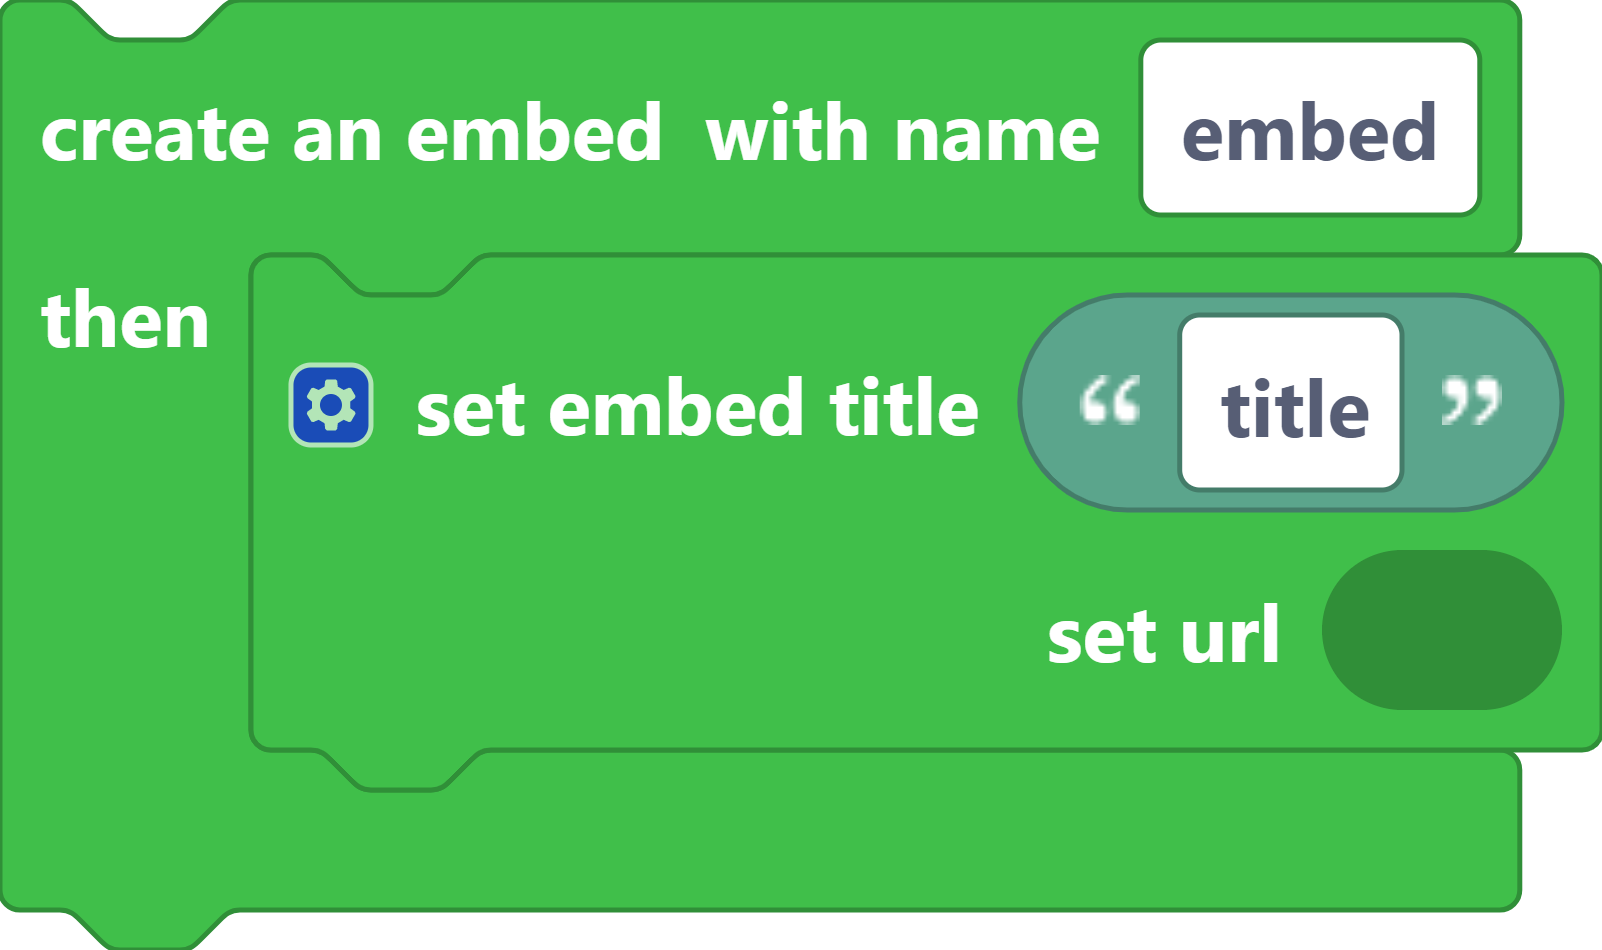 create an embed with name embed
then
set embed title “ title ”
set url